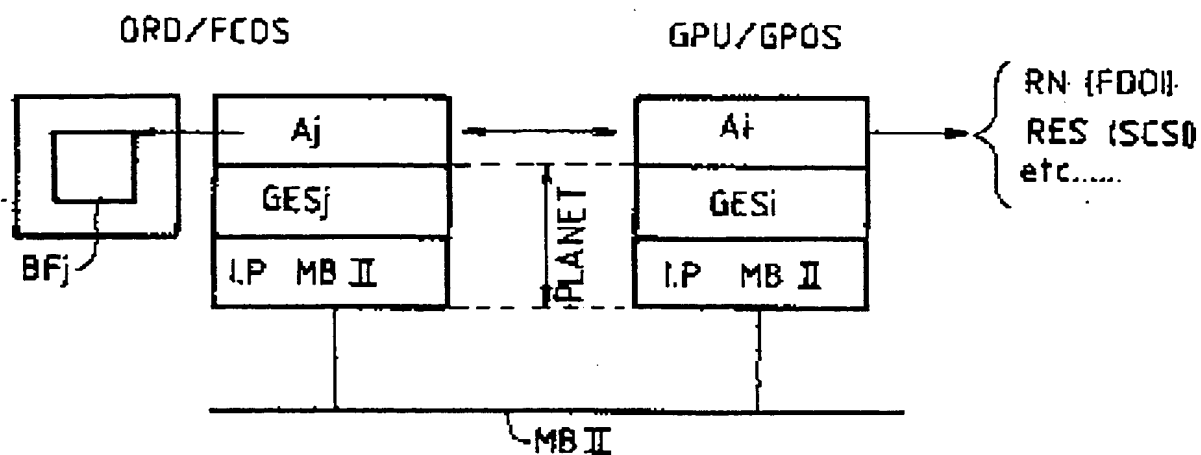 ORD/FCOS
GPU/GPOS
Aj
Ai
RN (FDDI)
RES (SCSI)
etc......
GESj
GESi
PLANET
BFj
I.P MB II
I.P MB II
MB II